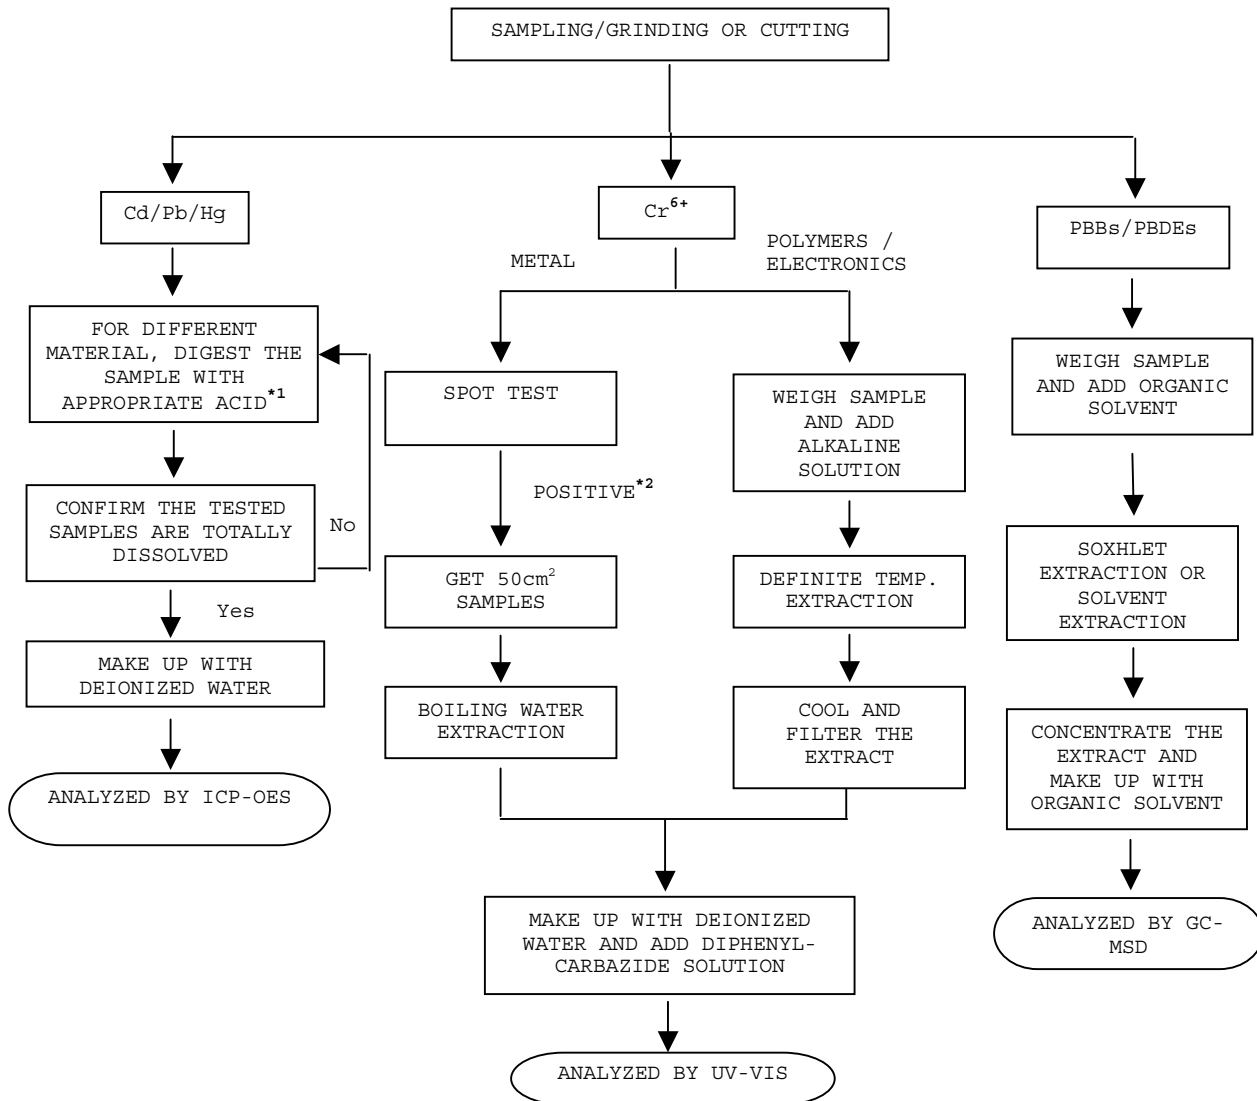 SAMPLING/GRINDING OR CUTTING
Cd/Pb/Hg
FOR DIFFERENT
MATERIAL, DIGEST THE
SAMPLE WITH
APPROPRIATE ACID*1
CONFIRM THE TESTED
SAMPLES ARE TOTALLY
DISSOLVED
No
Yes
MAKE UP WITH
DEIONIZED WATER
ANALYZED BY ICP-OES
Cr6+
METAL
POLYMERS /
ELECTRONICS
SPOT TEST
POSITIVE*2
GET 50cm2
SAMPLES
BOILING WATER
EXTRACTION
WEIGH SAMPLE
AND ADD
ALKALINE
SOLUTION
DEFINITE TEMP.
EXTRACTION
COOL AND
FILTER THE
EXTRACT
MAKE UP WITH DEIONIZED
WATER AND ADD DIPHENYL-
CARBAZIDE SOLUTION
ANALYZED BY UV-VIS
PBBs/PBDEs
WEIGH SAMPLE
AND ADD ORGANIC
SOLVENT
SOXHLET
EXTRACTION OR
SOLVENT
EXTRACTION
CONCENTRATE THE
EXTRACT AND
MAKE UP WITH
ORGANIC SOLVENT
ANALYZED BY GC-
MSD